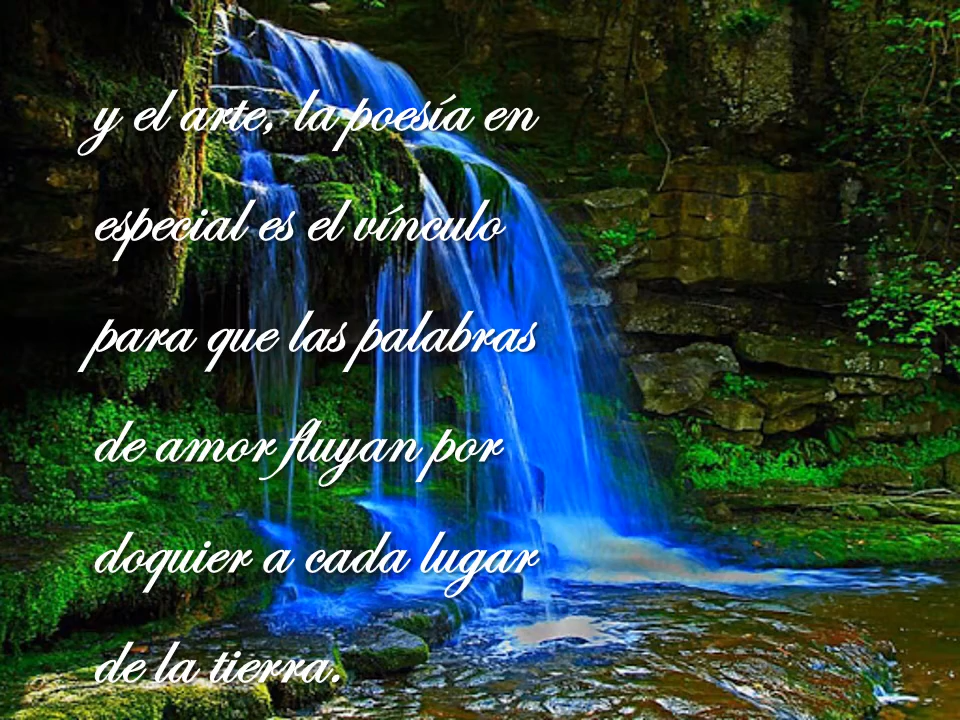 y el arte, la poesía en
especial es el vínculo
para que las palabras
de amor fluyan por
doquier a cada lugar
de la tierra.